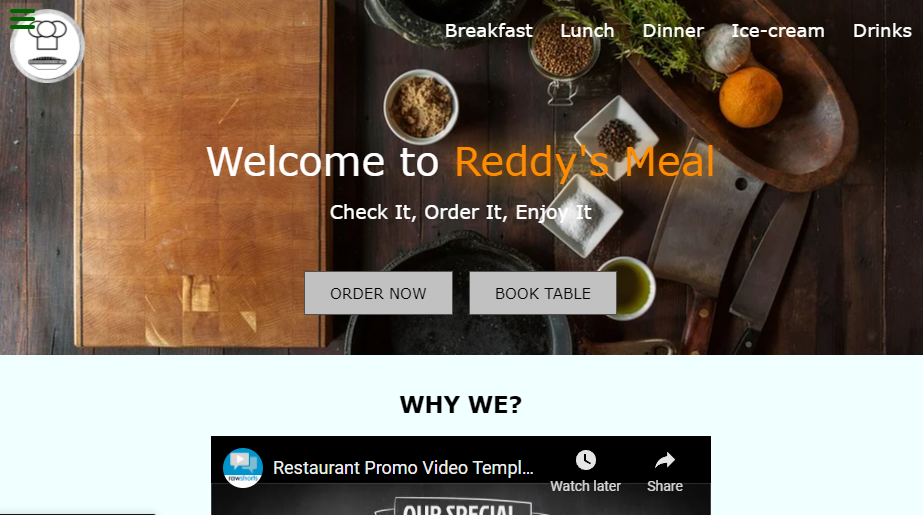 Breakfast Lunch Dinner Ice-cream Drinks
Welcome to Reddy's Meal
Check It, Order It, Enjoy It
ORDER NOW BOOK TABLE
WHY WE?
rawshorts
Restaurant Promo Video Templ...
Watch later Share
OUR SPECIAL